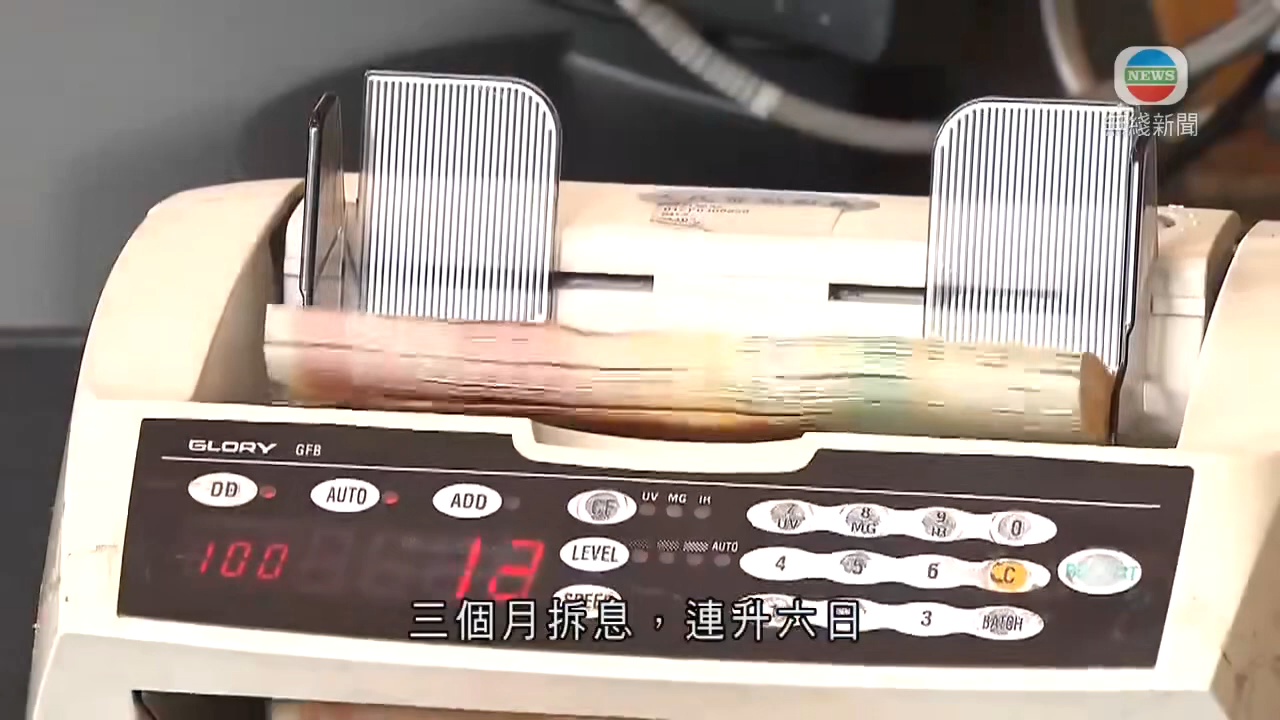 NEWS
無綫新聞
GLORY GFB
DD AUTO ADD CF UV MG IR
7 UV 8 MG 9 0
LEVEL AUTO
4 5 6 C
100 12
SPEED
3 BATCH
三個月拆息，連升六日